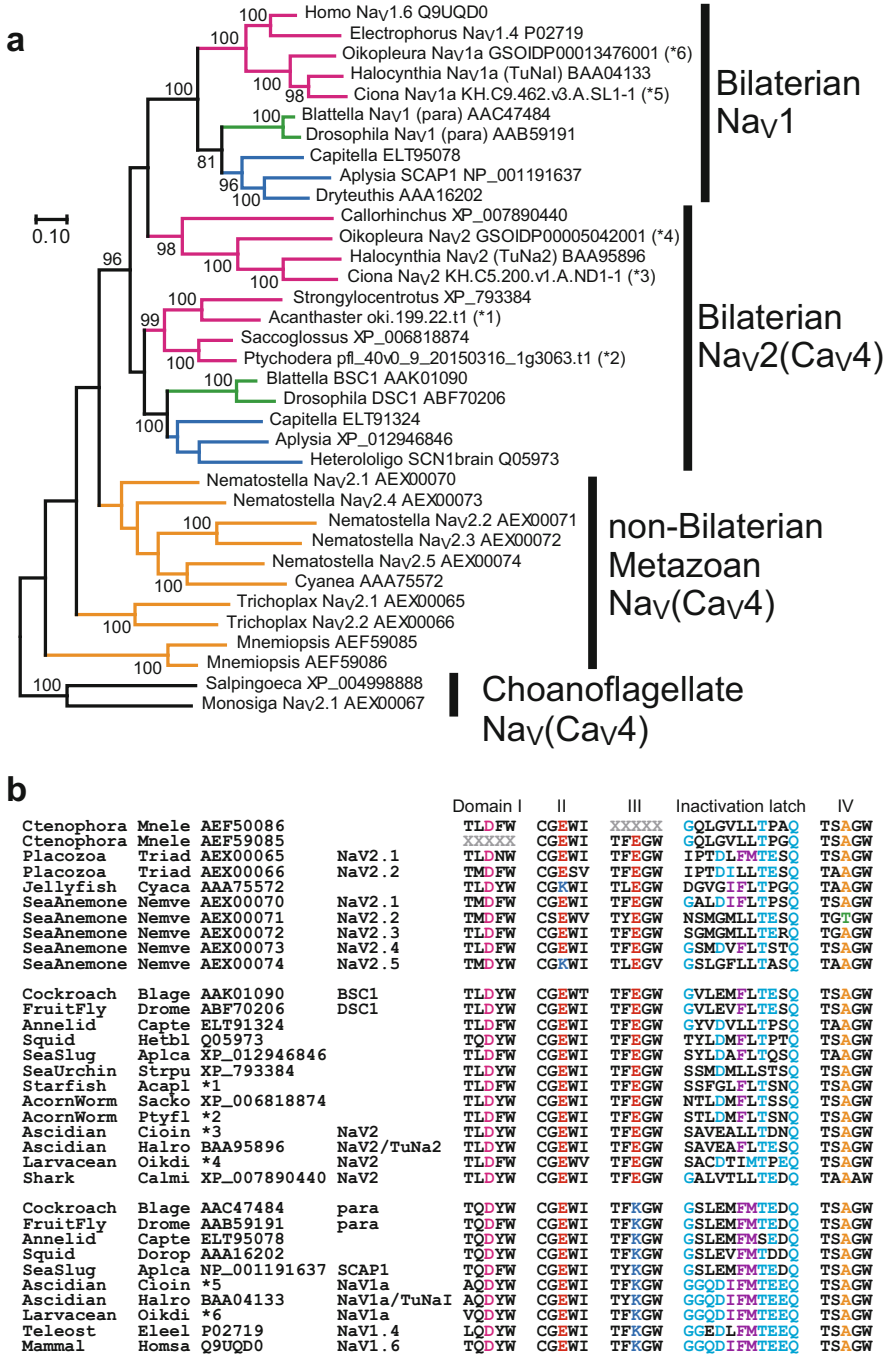 a
Homo NaV1.6 Q9UQD0
Electrophorus NaV1.4 P02719
Oikopleura NaV1a GSOIDP00013476001 (*6)
Halocynthia NaV1a (TuNaI) BAA04133
Ciona NaV1a KH.C9.462.v3.A.SL1-1 (*5)
Blattella NaV1 (para) AAC47484
Drosophila NaV1 (para) AAB59191
Capitella ELT95078
Aplysia SCAP1 NP_001191637
Dryteuthis AAA16202
Callorhinchus XP_007890440
Oikopleura NaV2 GSOIDP00005042001 (*4)
Halocynthia NaV2 (TuNa2) BAA95896
Ciona NaV2 KH.C5.200.v1.A.ND1-1 (*3)
Strongylocentrotus XP_793384
Acanthaster oki.199.22.t1 (*1)
Saccoglossus XP_006818874
Ptychodera pfl_40v0_9_20150316_1g3063.t1 (*2)
Blattella BSC1 AAK01090
Drosophila DSC1 ABF70206
Capitella ELT91324
Aplysia XP_012946846
Heterololigo SCN1brain Q05973
Nematostella NaV2.1 AEX00070
Nematostella NaV2.4 AEX00073
Nematostella NaV2.2 AEX00071
Nematostella NaV2.3 AEX00072
Nematostella NaV2.5 AEX00074
Cyanea AAA75572
Trichoplax NaV2.1 AEX00065
Trichoplax NaV2.2 AEX00066
Mnemiopsis AEF59085
Mnemiopsis AEF59086
Salpingoeca XP_004998888
Monosiga NaV2.1 AEX00067
100
100
100
100
98
100
81
96
100
96
98
100
100
100
99
100
100
100
100
100
100
100
100
0.10
Bilaterian
NaV1
Bilaterian
NaV2(CaV4)
non-Bilaterian
Metazoan
NaV(CaV4)
Choanoflagellate
NaV(CaV4)
b
Domain I II III Inactivation latch IV
Ctenophora Mnele AEF50086 TLDFW CGEWI XXXXX GQLGVLLTPAQ TSAGW
Ctenophora Mnele AEF59085 XXXXX CGEWI TFEGW GQLGVLLTPGQ TSAGW
Placozoa Triad AEX00065 NaV2.1 TLDNW CGEWI TFEGW IPTDLFMTESQ TSAGW
Placozoa Triad AEX00066 NaV2.2 TMDFW CGESV TFEGW IPTDILLTESQ TAAGW
Jellyfish Cyaca AAA75572 TMDYW CGKWI TLEGW DGVGIFLTPGQ TAAGW
SeaAnemone Nemve AEX00070 NaV2.1 TMDFW CGEWI TFEGW GALDIFLTPSQ TSAGW
SeaAnemone Nemve AEX00071 NaV2.2 TMDFW CSEWV TYEGW NSMGMLLTESQ TGTGW
SeaAnemone Nemve AEX00072 NaV2.3 TLDFW CGEWI TFEGW SGMGMLLTERQ TGAGW
SeaAnemone Nemve AEX00073 NaV2.4 TMDFW CGEWI TFEGW GSMDVFLTSTQ TSAGW
SeaAnemone Nemve AEX00074 NaV2.5 TMDYW CGKWI TLEGV GSLGFLLTASQ TAAGW
Cockroach Blage AAK01090 BSC1 TLDYW CGEWT TFEGW GVLEMFLTESQ TSAGW
FruitFly Drome ABF70206 DSC1 TLDYW CGEWI TFEGW GVLEVFLTESQ TSAGW
Annelid Capte ELT91324 TLDFW CGEWI TFEGW GYVDVLLTPSQ TAAGW
Squid Hetbl Q05973 TQDYW CGEWI TFEGW TYLDMFLTPTQ TSAGW
SeaSlug Aplca XP_012946846 TLDFW CGEWI TFEGW SYLDAFLTQSQ TAAGW
SeaUrchin Strpu XP_793384 TLDYW CGEWI TFEGW SSMDMLLSTSQ TSAGW
Starfish Acapl *1 TLDYW CGEWI TFEGW SSFGLFLTSNQ TSAGW
AcornWorm Sacko XP_006818874 TLDFW CGEWI TFEGW NTLDMFLTSSQ TSAGW
AcornWorm Ptyfl *2 TLDFW CGEWI TFEGW STLDMFLTSNQ TSAGW
Ascidian Cioin *3 NaV2 TLDYW CGEWI TFEGW SAVEALLTDNQ TSAGW
Ascidian Halro BAA95896 NaV2/TuNa2 TLDYW CGEWI TFEGW SAVEAFLTESQ TSAGW
Larvacean Oikdi *4 NaV2 TLDFW CGEWV TYEGW SACDTIMTPEQ TSAGW
Shark Calmi XP_007890440 NaV2 TLDYW CGEWI TFEGW GALVTLLTEDQ TAAAW
Cockroach Blage AAC47484 para TQDYW CGEWI TFKGW GSLEMFMTEDQ TSAGW
FruitFly Drome AAB59191 para TQDFW CGEWI TFKGW GSLEMFMTEDQ TSAGW
Annelid Capte ELT95078 TQDYW CGEWI TFKGW GSLEMFMSEDQ TSAGW
Squid Dorop AAA16202 TQDYW CGEWI TFKGW GSLEVFMTDDQ TSAGW
SeaSlug Aplca NP_001191637 SCAP1 TQDFW CGEWI TYKGW GSLEMFMTEDQ TSAGW
Ascidian Cioin *5 NaV1a AQDYW CGEWI TFKGW GGQDIFMTEEQ TSAGW
Ascidian Halro BAA04133 NaV1a/TuNaI AQDYW CGEWI TYKGW GGQDIFMTEEQ TSAGW
Larvacean Oikdi *6 NaV1a VQDYW CGEWI TFKGW GGQDIFMTEEQ TSAGW
Teleost Eleel P02719 NaV1.4 LQDYW CGEWI TFKGW GGEDLFMTEEQ TSAGW
Mammal Homsa Q9UQD0 NaV1.6 TQDYW CGEWI TFKGW GGQDIFMTEEQ TSAGW